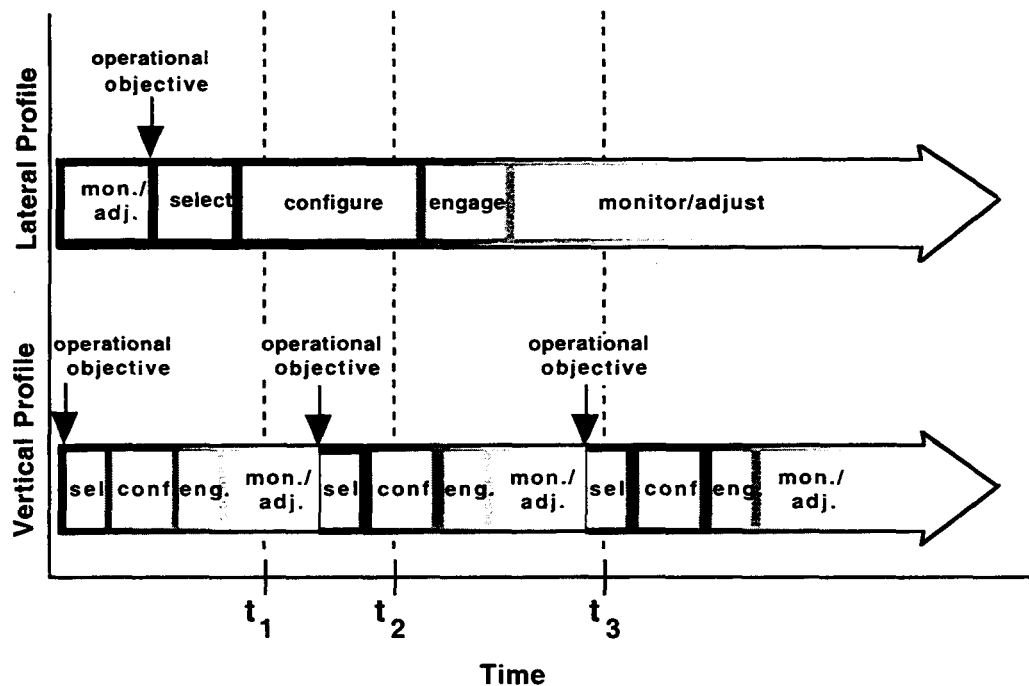 Lateral Profile
operational
objective
mon./
adj.
select
configure
engage
monitor/adjust
Vertical Profile
operational
objective
operational
objective
operational
objective
sel
conf
eng.
mon./
adj.
sel
conf
eng.
mon./
adj.
sel
conf
eng
mon./
adj.
t1
t2
t3
Time